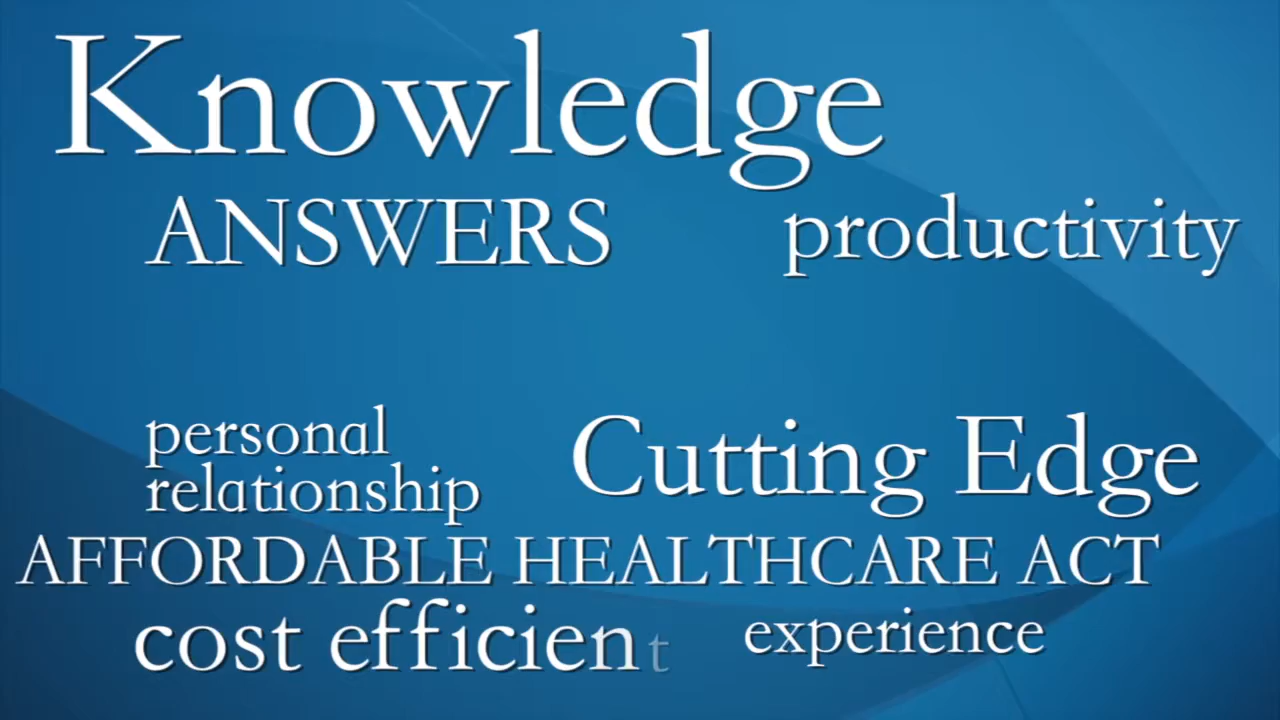 Knowledge
ANSWERS
productivity
personal
relationship
Cutting Edge
AFFORDABLE HEALTHCARE ACT
cost efficient
experience